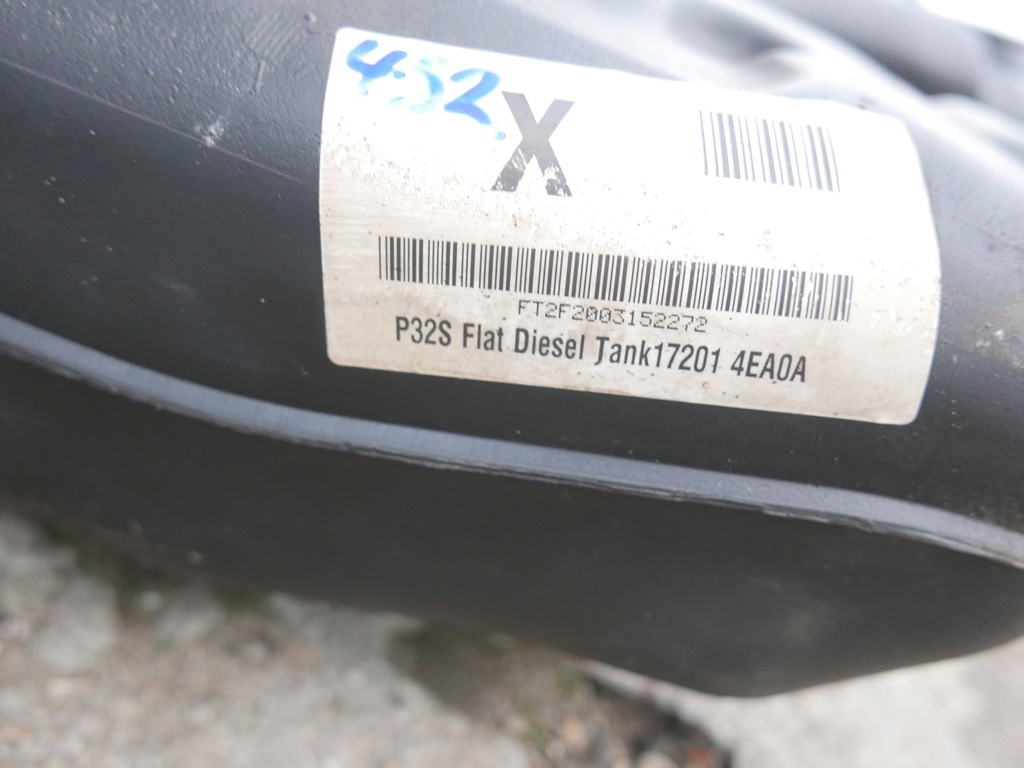 452
X
FT2F2003152272
P32S Flat Diesel Tank17201 4EA0A